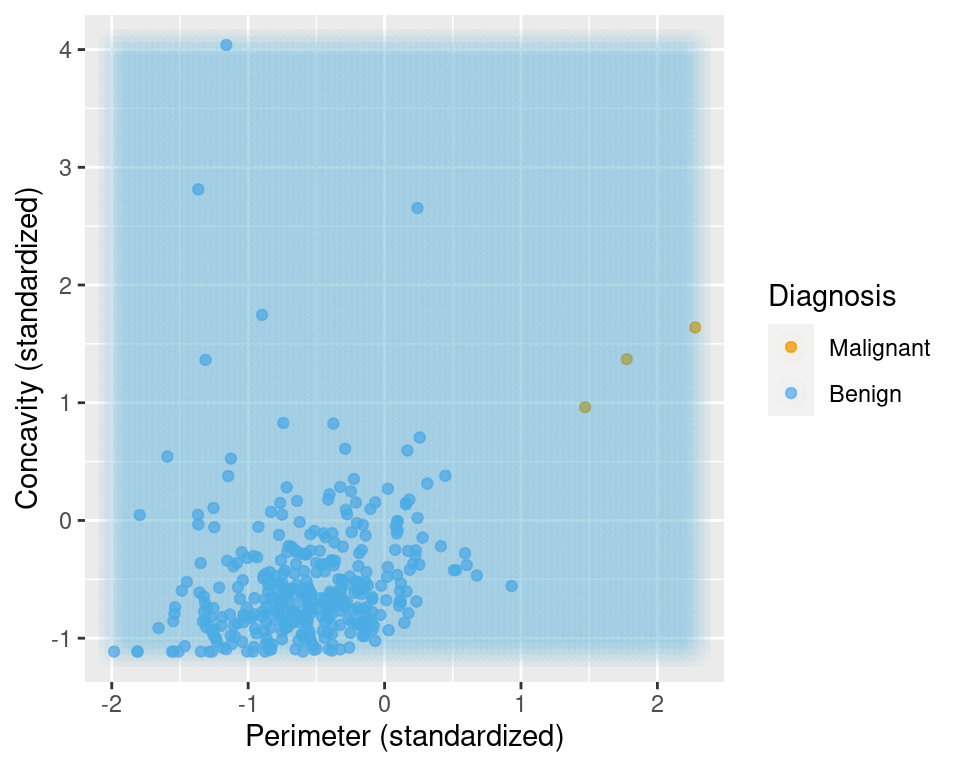 4
3
2
1
0
-1
-2 -1 0 1 2
Perimeter (standardized)
Concavity (standardized)
Diagnosis
Malignant
Benign